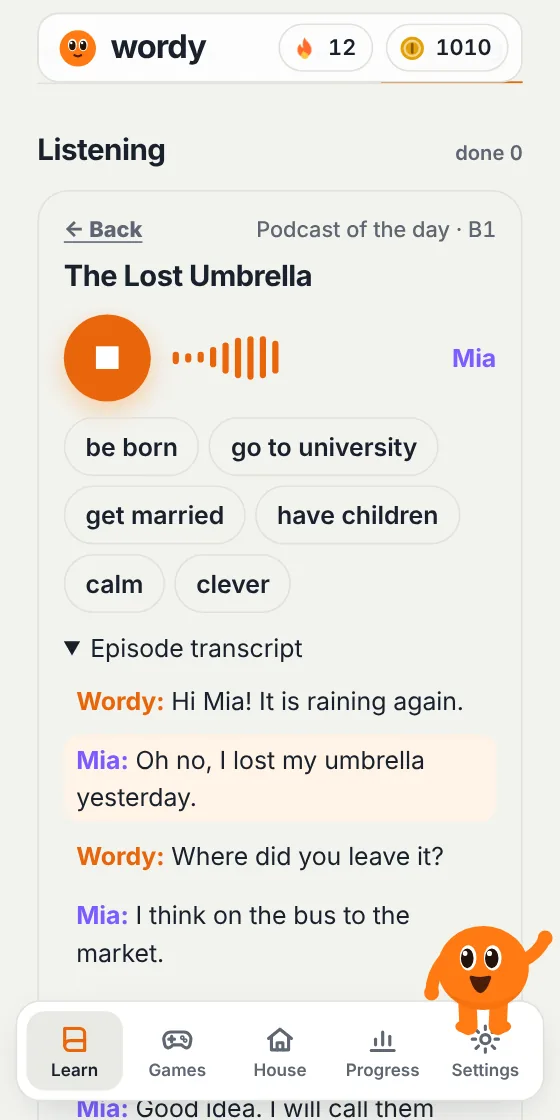 wordy
12
1010
Listening
done 0
← Back
Podcast of the day · B1
The Lost Umbrella
Mia
be born
go to university
get married
have children
calm
clever
▼ Episode transcript
Wordy: Hi Mia! It is raining again.
Mia: Oh no, I lost my umbrella
yesterday.
Wordy: Where did you leave it?
Mia: I think on the bus to the
market.
Learn
Games
House
Progress
Settings
Mia: Good idea. I will call them